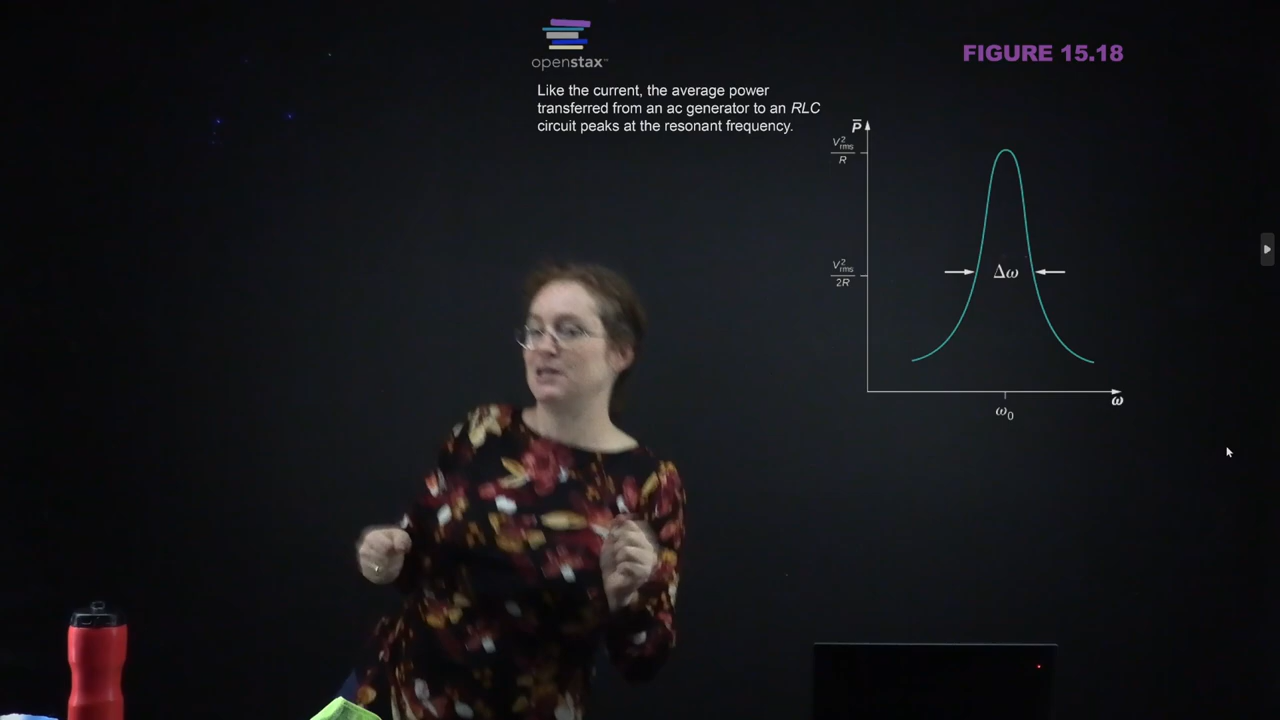 openstax™
FIGURE 15.18
Like the current, the average power
transferred from an ac generator to an RLC
circuit peaks at the resonant frequency.
P̅
V²rms
R
V²rms
2R
Δω
ω
ω₀